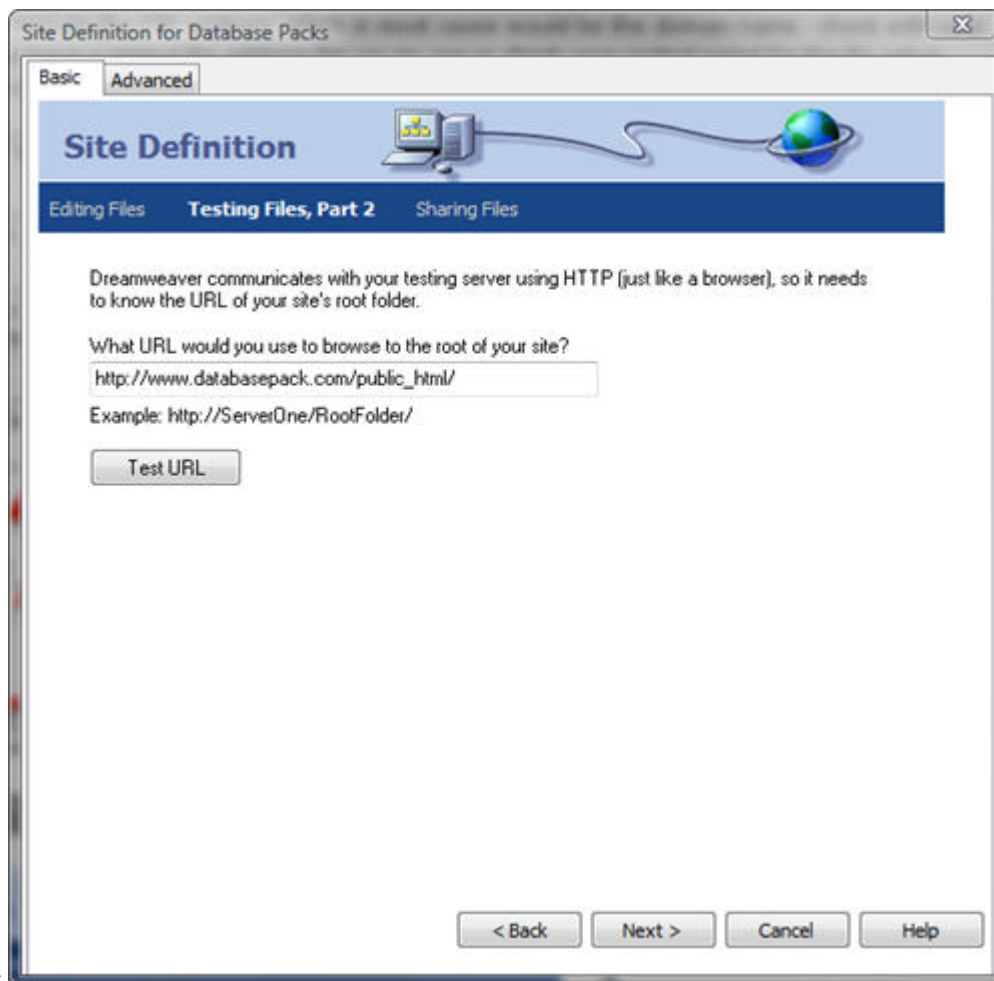 Site Definition for Database Packs
Basic Advanced
Site Definition
Editing Files Testing Files, Part 2 Sharing Files
Dreamweaver communicates with your testing server using HTTP (just like a browser), so it needs
to know the URL of your site's root folder.
What URL would you use to browse to the root of your site?
http://www.databasepack.com/public_html/
Example: http://ServerOne/RootFolder/
Test URL
< Back Next > Cancel Help